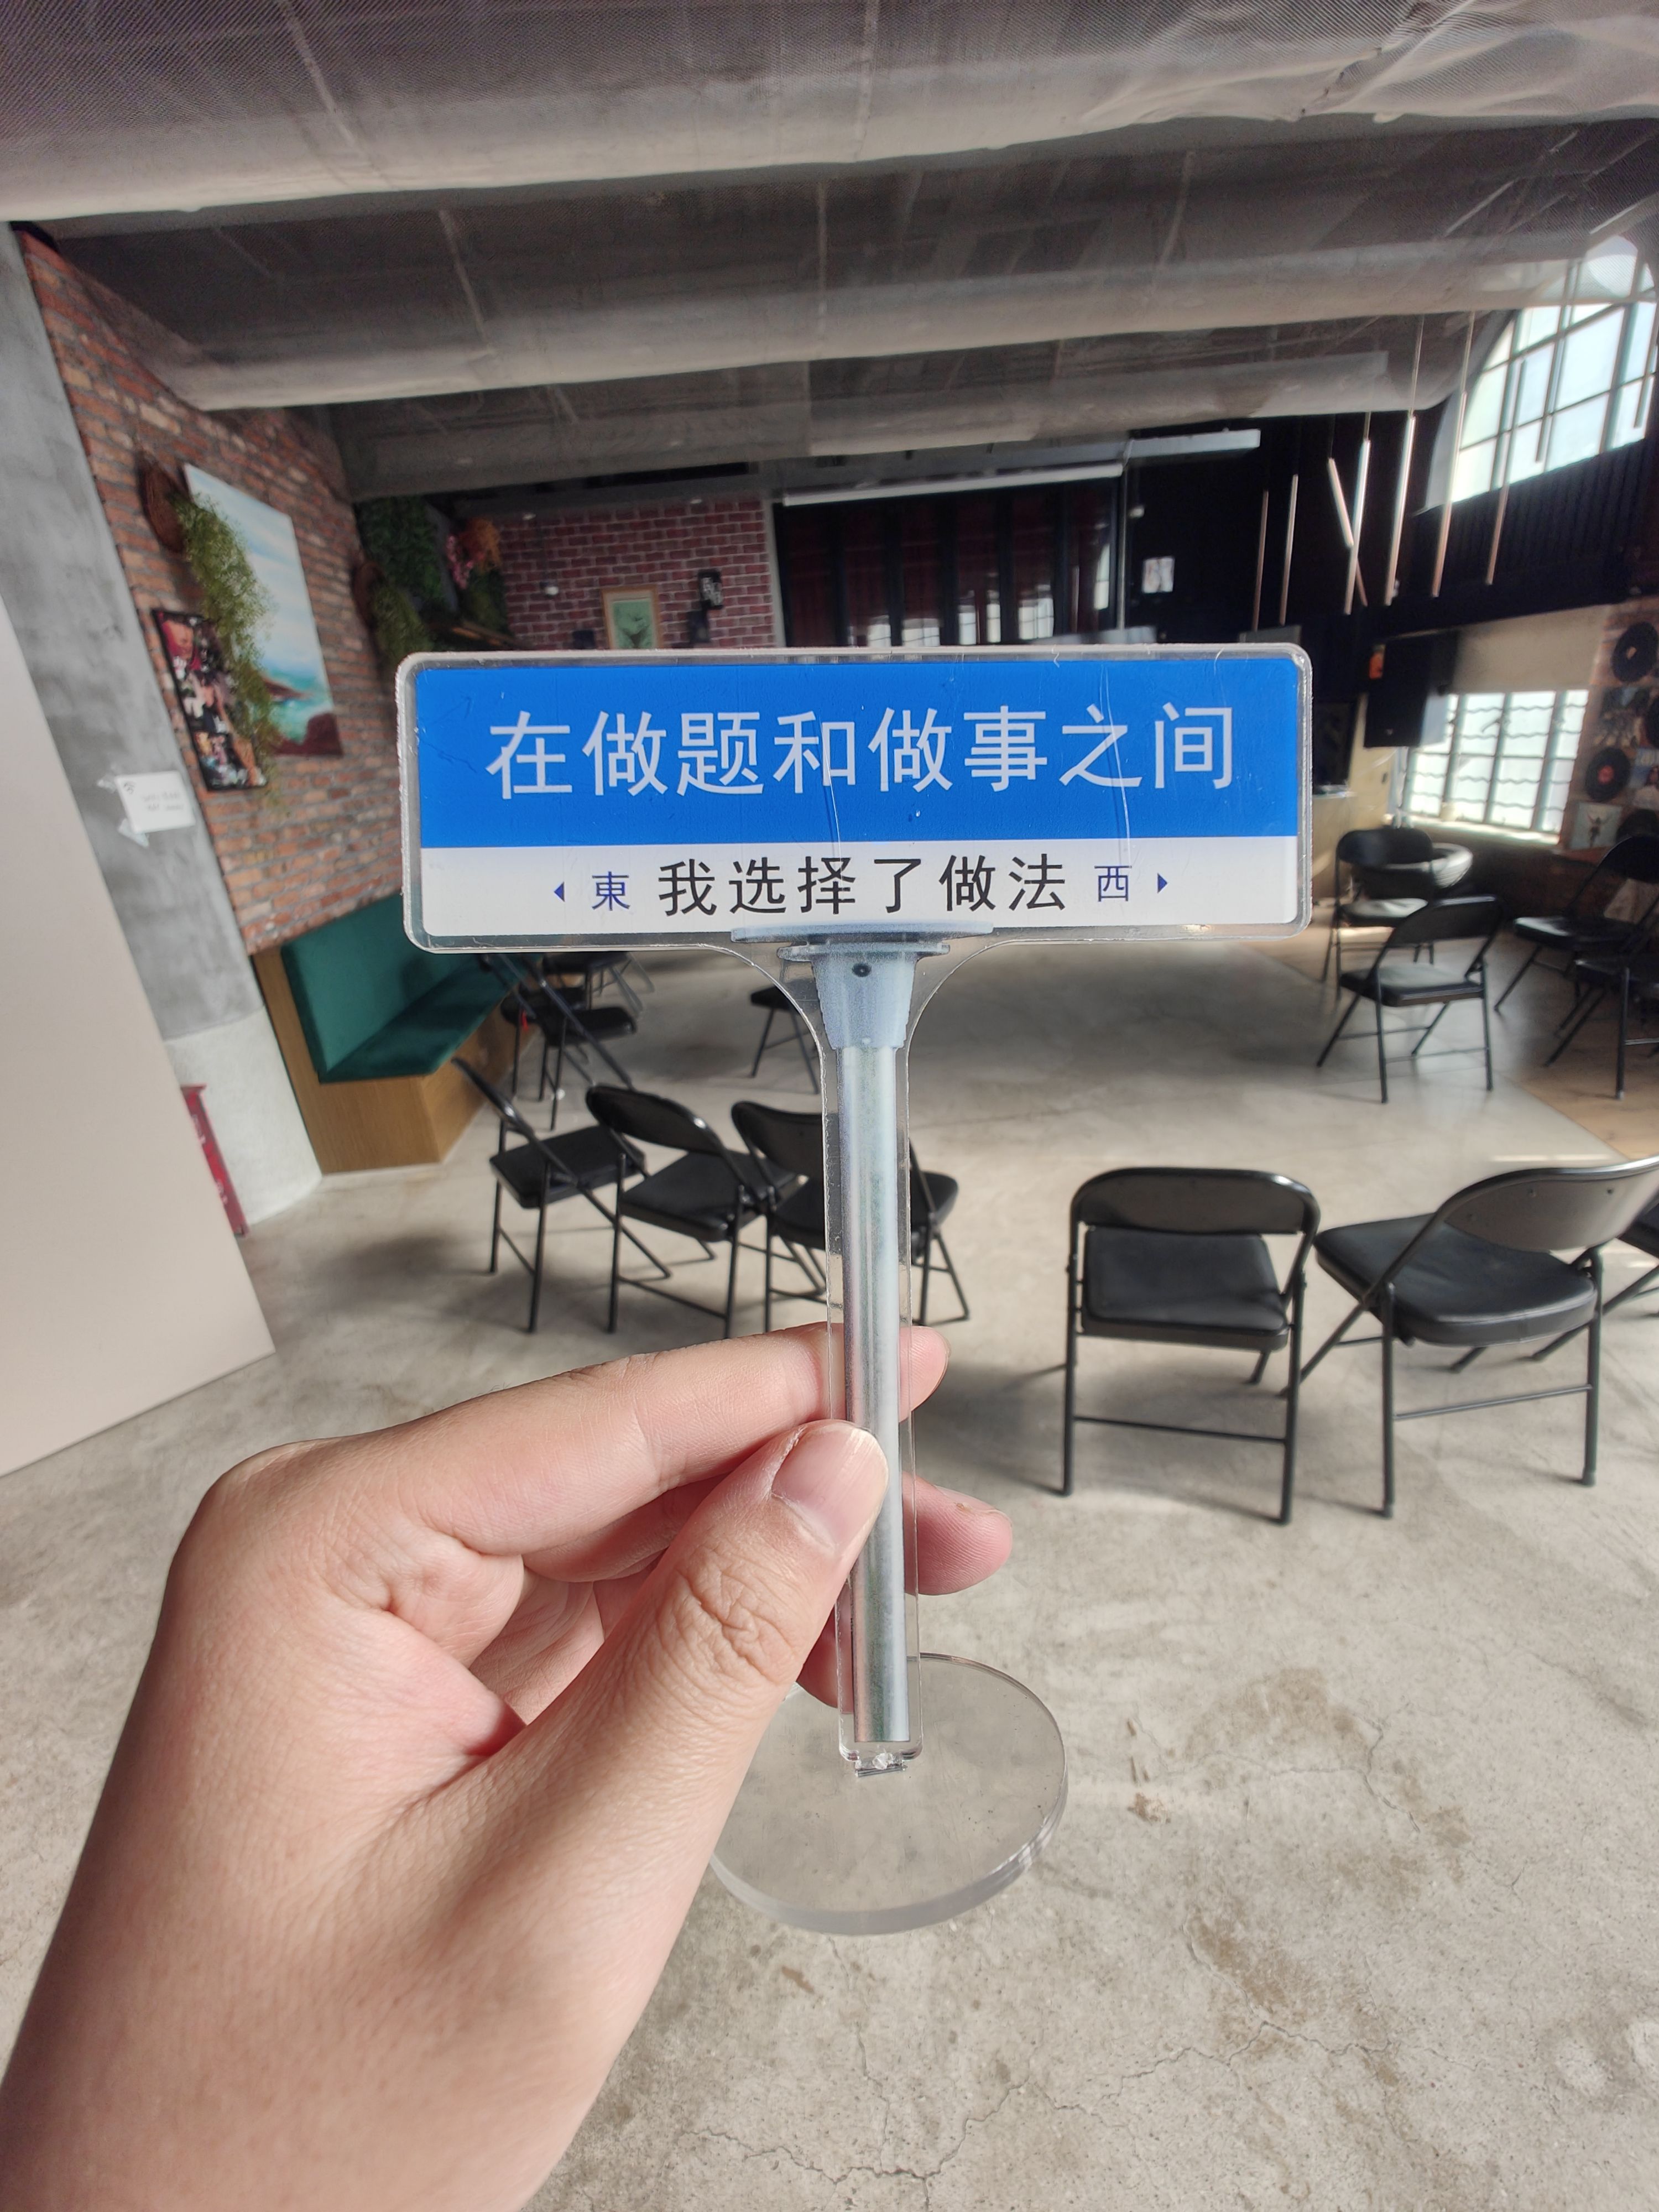 在做题和做事之间
東 我选择了做法 西